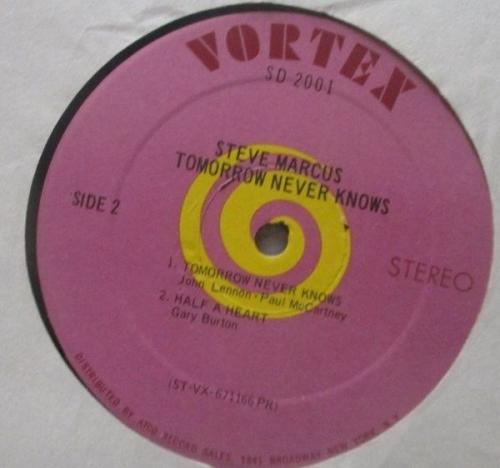 VORTEX
SD 2001
STEVE MARCUS
TOMORROW NEVER KNOWS
SIDE 2
STEREO
1. TOMORROW NEVER KNOWS
John Lennon - Paul McCartney
2. HALF A HEART
Gary Burton
(ST-VX-671166 PR)
DISTRIBUTED BY ATCO RECORD SALES, 1841 BROADWAY, NEW YORK, N.Y.